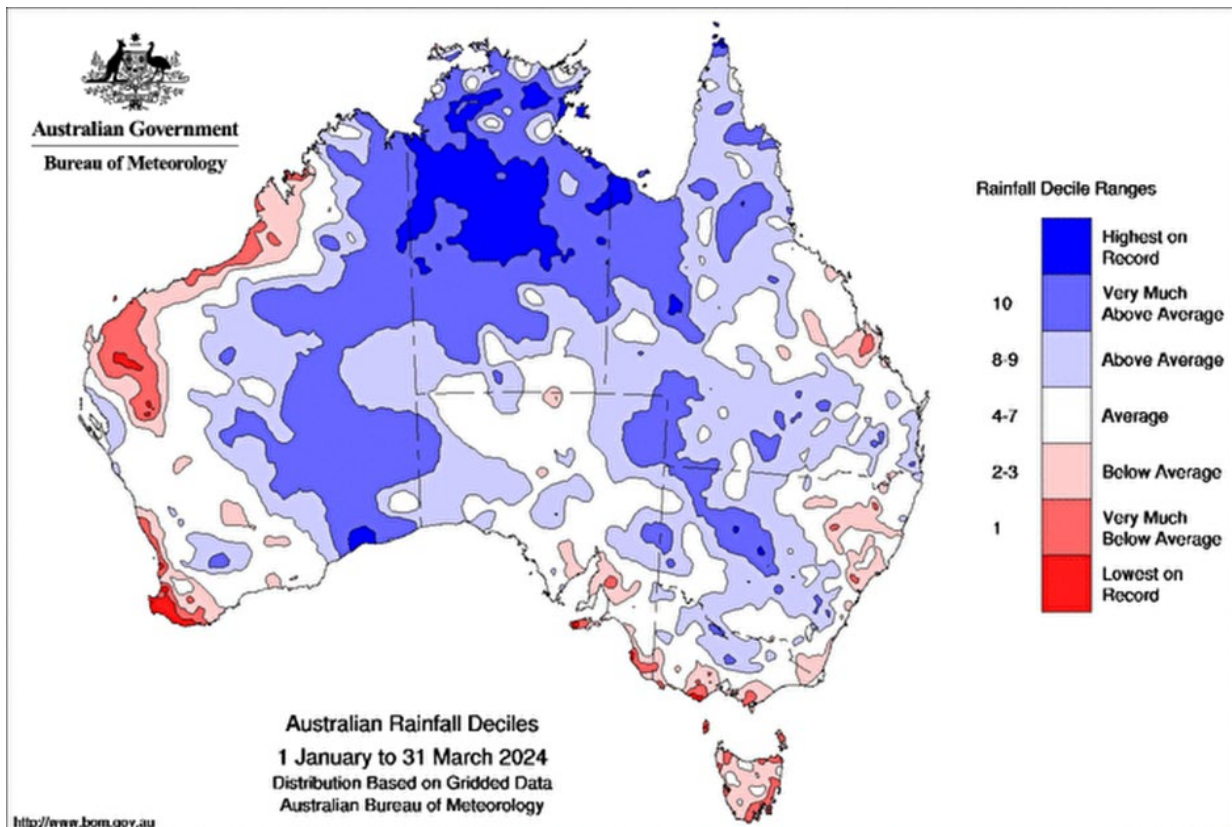 Australian Government
Bureau of Meteorology
Rainfall Decile Ranges
Highest on
Record
10
Very Much
Above Average
8-9
Above Average
4-7
Average
2-3
Below Average
1
Very Much
Below Average
Lowest on
Record
Australian Rainfall Deciles
1 January to 31 March 2024
Distribution Based on Gridded Data
Australian Bureau of Meteorology
http://www.bom.gov.au